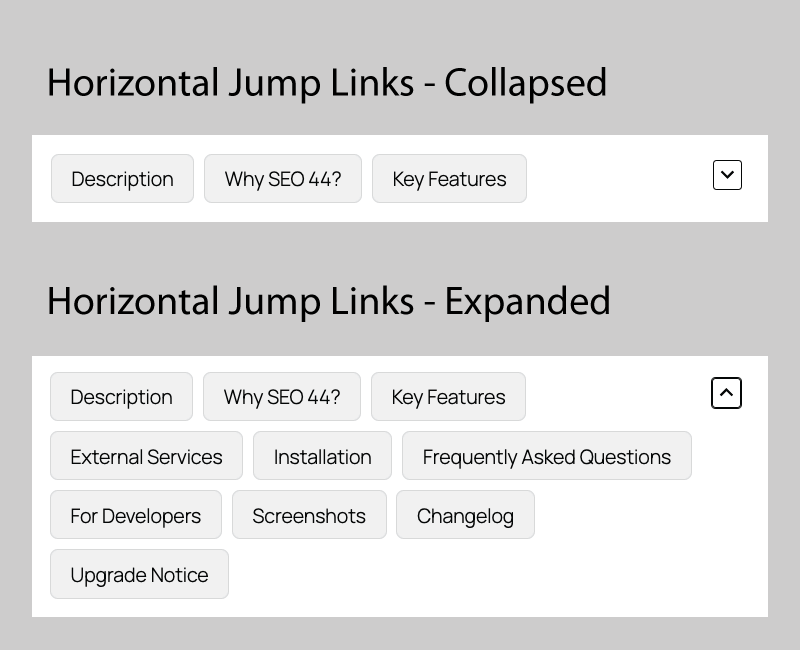 Horizontal Jump Links - Collapsed
Description Why SEO 44? Key Features
Horizontal Jump Links - Expanded
Description Why SEO 44? Key Features
External Services Installation Frequently Asked Questions
For Developers Screenshots Changelog
Upgrade Notice